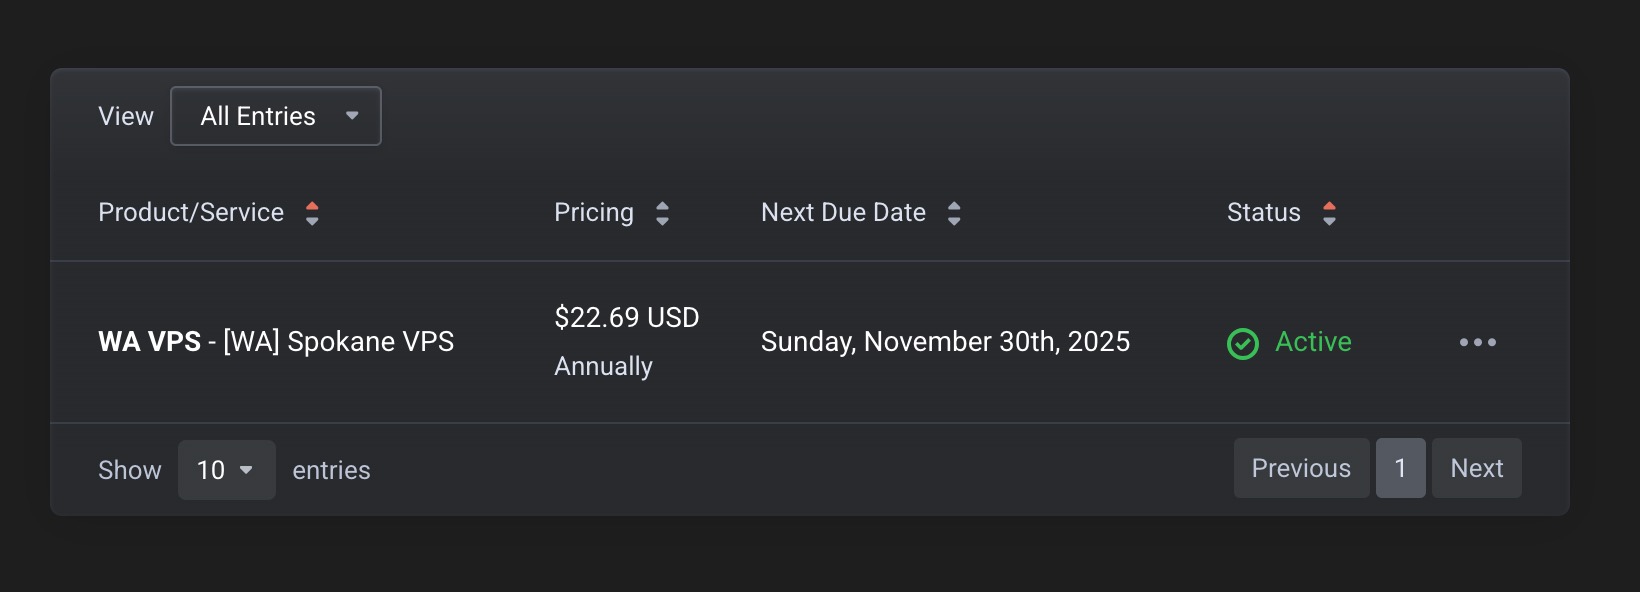 View All Entries
Product/Service Pricing Next Due Date Status
WA VPS - [WA] Spokane VPS $22.69 USD Annually Sunday, November 30th, 2025 Active
Show 10 entries Previous 1 Next